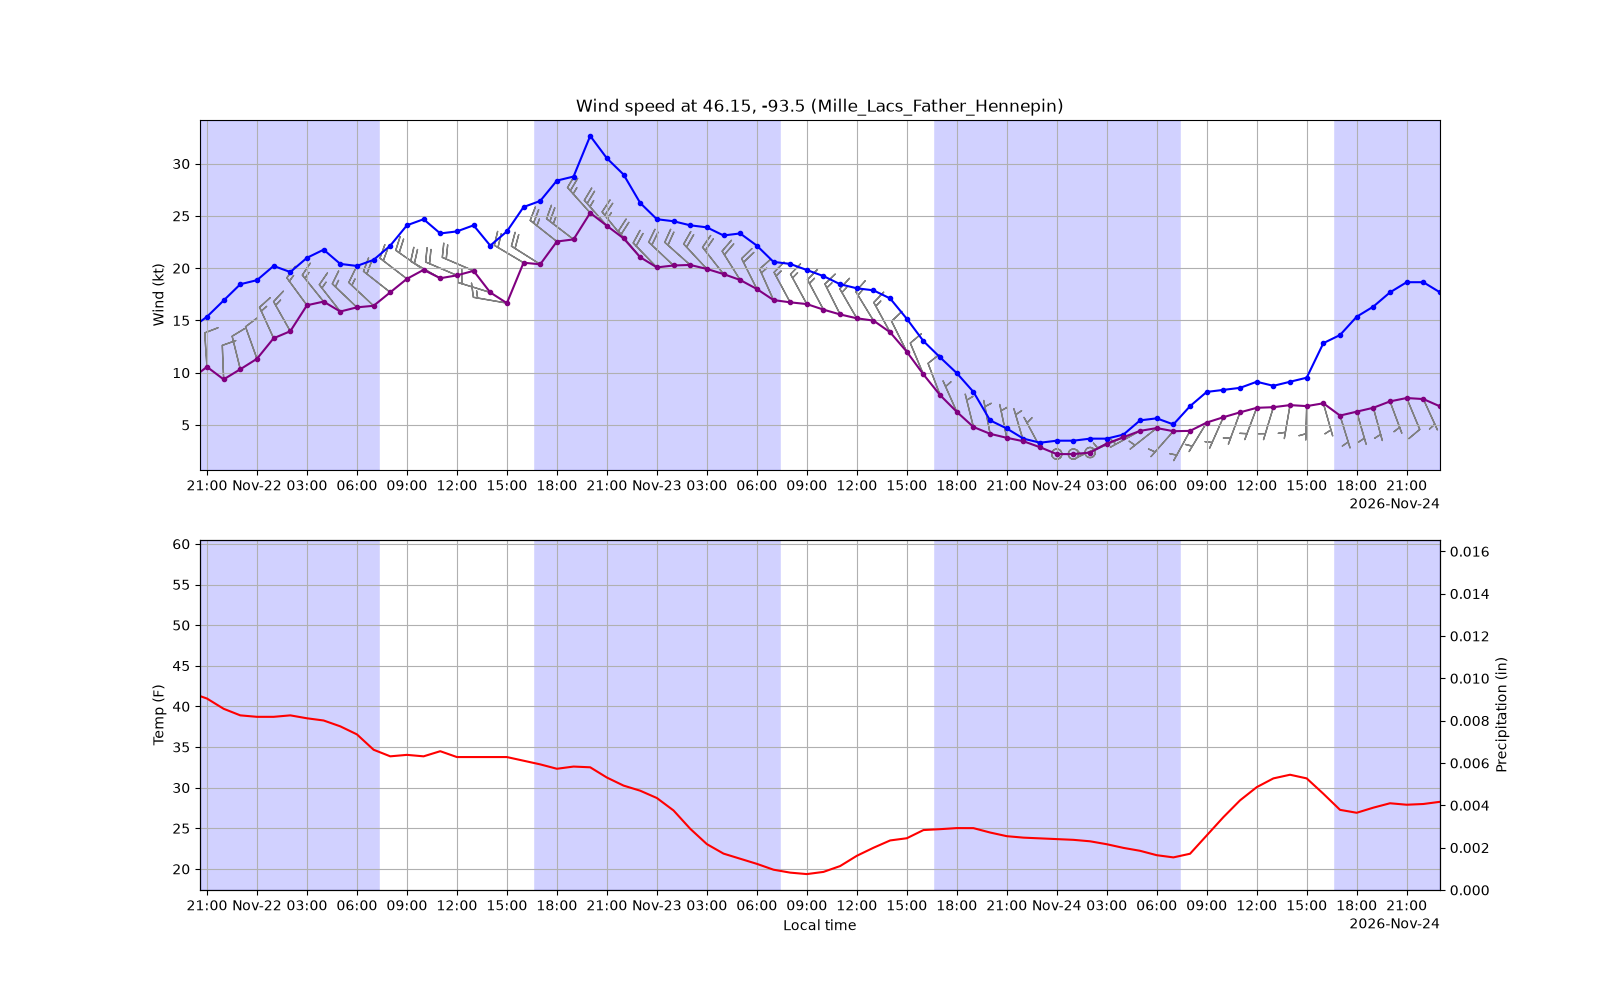 Wind speed at 46.15, -93.5 (Mille_Lacs_Father_Hennepin)
30
25
20
15
10
5
Wind (kt)
21:00 Nov-22 03:00 06:00 09:00 12:00 15:00 18:00 21:00 Nov-23 03:00 06:00 09:00 12:00 15:00 18:00 21:00 Nov-24 03:00 06:00 09:00 12:00 15:00 18:00 21:00
2026-Nov-24
60
55
50
45
40
35
30
25
20
Temp (F)
0.016
0.014
0.012
0.010
0.008
0.006
0.004
0.002
0.000
Precipitation (in)
21:00 Nov-22 03:00 06:00 09:00 12:00 15:00 18:00 21:00 Nov-23 03:00 06:00 09:00 12:00 15:00 18:00 21:00 Nov-24 03:00 06:00 09:00 12:00 15:00 18:00 21:00
Local time
2026-Nov-24